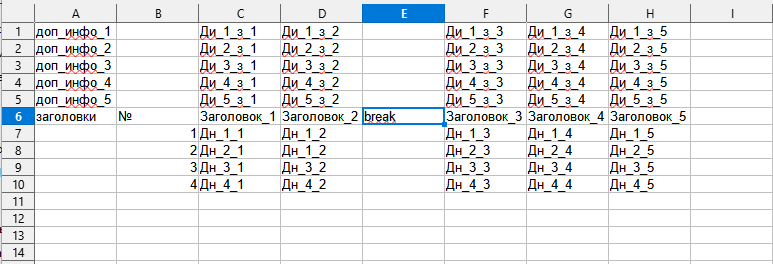 A B C D E F G H I
1 доп_инфо_1 Ди_1_з_1 Ди_1_з_2 Ди_1_з_3 Ди_1_з_4 Ди_1_з_5
2 доп_инфо_2 Ди_2_з_1 Ди_2_з_2 Ди_2_з_3 Ди_2_з_4 Ди_2_з_5
3 доп_инфо_3 Ди_3_з_1 Ди_3_з_2 Ди_3_з_3 Ди_3_з_4 Ди_3_з_5
4 доп_инфо_4 Ди_4_з_1 Ди_4_з_2 Ди_4_з_3 Ди_4_з_4 Ди_4_з_5
5 доп_инфо_5 Ди_5_з_1 Ди_5_з_2 Ди_5_з_3 Ди_5_з_4 Ди_5_з_5
6 заголовки № Заголовок_1 Заголовок_2 break Заголовок_3 Заголовок_4 Заголовок_5
7 1 Дн_1_1 Дн_1_2 Дн_1_3 Дн_1_4 Дн_1_5
8 2 Дн_2_1 Дн_1_2 Дн_2_3 Дн_2_4 Дн_2_5
9 3 Дн_3_1 Дн_3_2 Дн_3_3 Дн_3_4 Дн_3_5
10 4 Дн_4_1 Дн_4_2 Дн_4_3 Дн_4_4 Дн_4_5
11
12
13
14